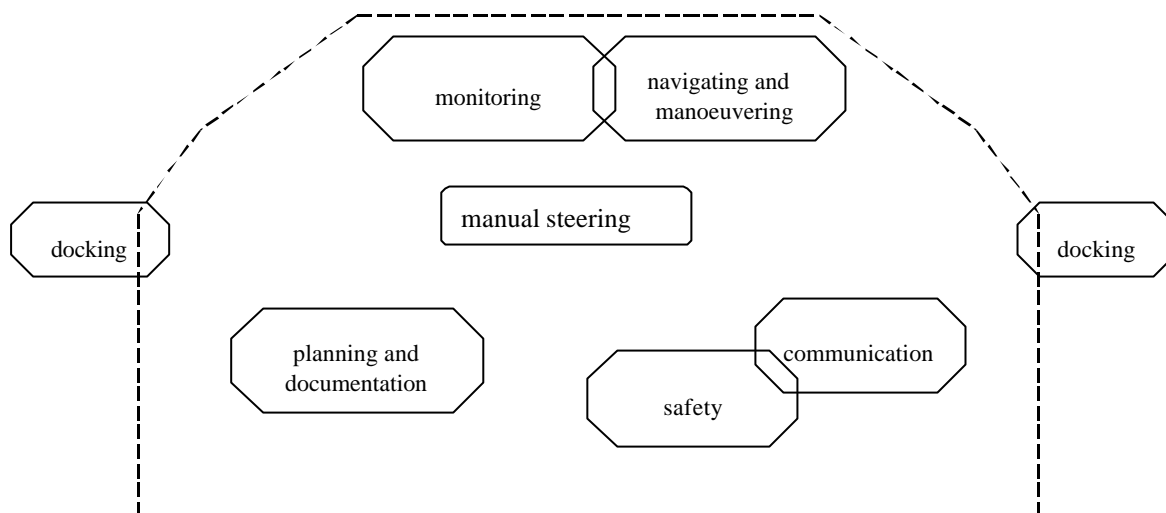 monitoring
navigating and
manoeuvering
manual steering
docking
docking
planning and
documentation
communication
safety